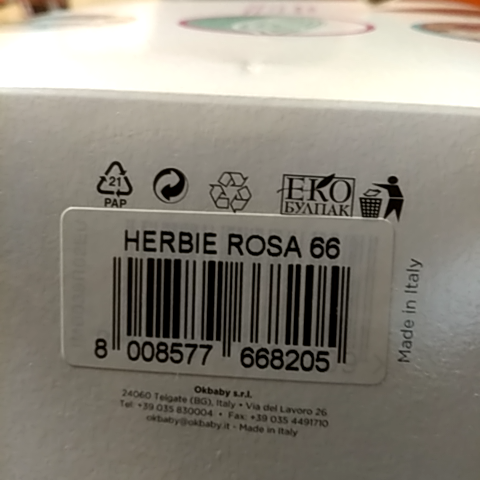 21
PAP
ЕКО
БУЛПАК
HERBIE ROSA 66
8 008577 668205
Made in Italy
Okbaby s.r.l.
24060 Telgate (BG), Italy • Via del Lavoro 26
Tel: +39 035 830004 • Fax: +39 035 4491710
okbaby@okbaby.it - Made in Italy